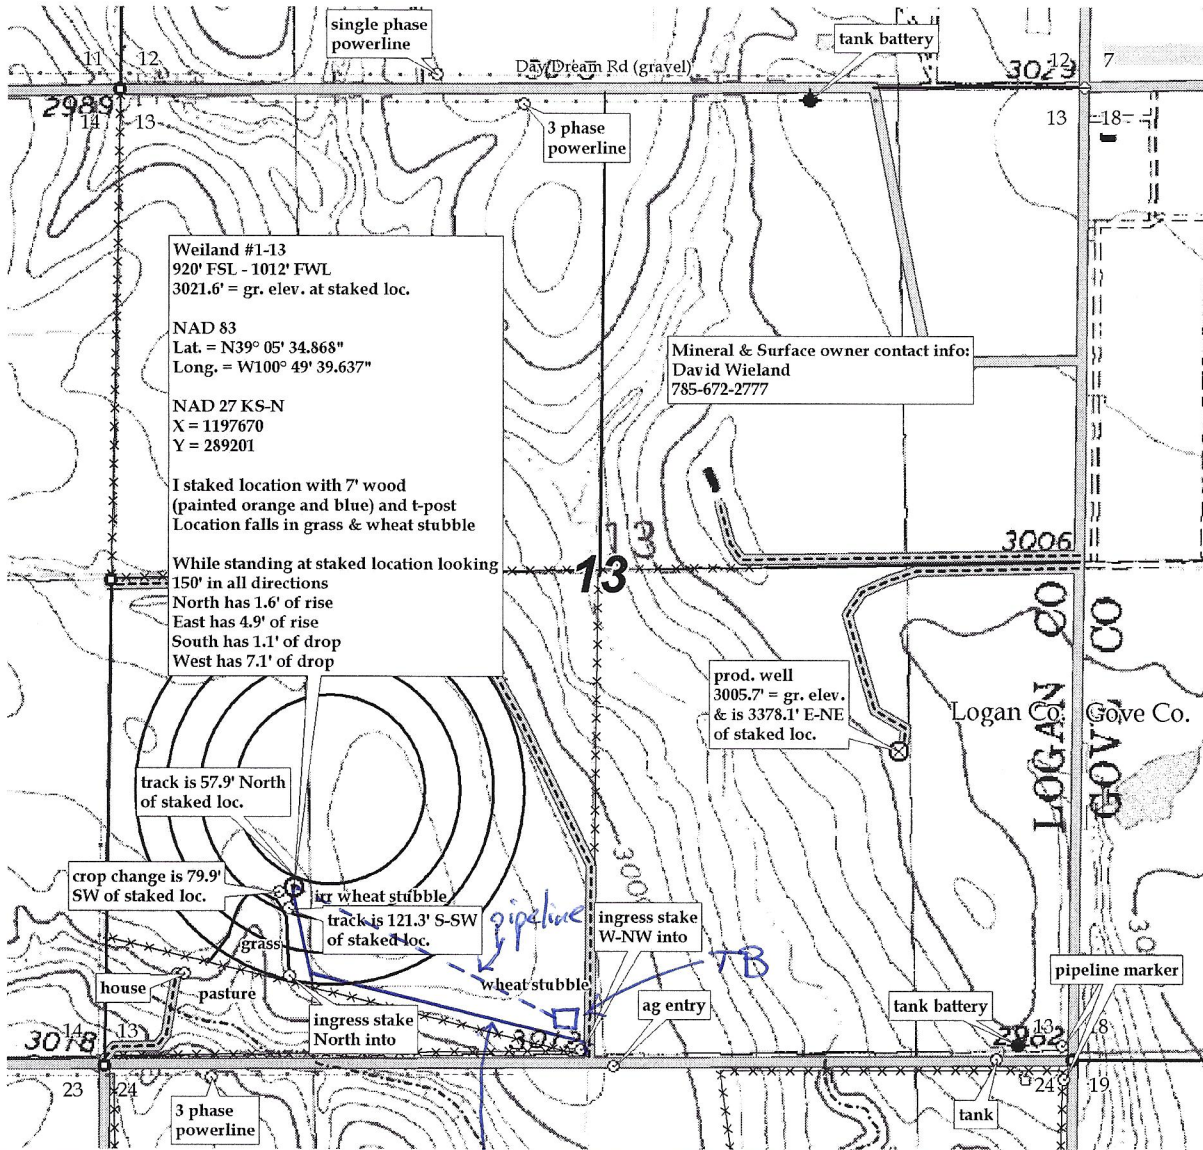 single phase
powerline
tank battery
Day Dream Rd (gravel)
11
12
3029
12
7
2989
14
13
3 phase
powerline
13
18
Weiland #1-13
920' FSL - 1012' FWL
3021.6' = gr. elev. at staked loc.
NAD 83
Lat. = N39° 05' 34.868"
Long. = W100° 49' 39.637"
NAD 27 KS-N
X = 1197670
Y = 289201
I staked location with 7' wood
(painted orange and blue) and t-post
Location falls in grass & wheat stubble
While standing at staked location looking
150' in all directions
North has 1.6' of rise
East has 4.9' of rise
South has 1.1' of drop
West has 7.1' of drop
Mineral & Surface owner contact info:
David Wieland
785-672-2777
13
13
3006
prod. well
3005.7' = gr. elev.
& is 3378.1' E-NE
of staked loc.
LOGAN CO
GOVE CO
Logan Co.
Gove Co.
track is 57.9' North
of staked loc.
crop change is 79.9'
SW of staked loc.
irr wheat stubble
track is 121.3' S-SW
of staked loc.
pipeline
3000
ingress stake
W-NW into
grass
TB
house
pasture
wheat stubble
pipeline marker
ingress stake
North into
ag entry
tank battery
14
13
3018
3013
2982
13
18
23
24
24
19
3 phase
powerline
tank